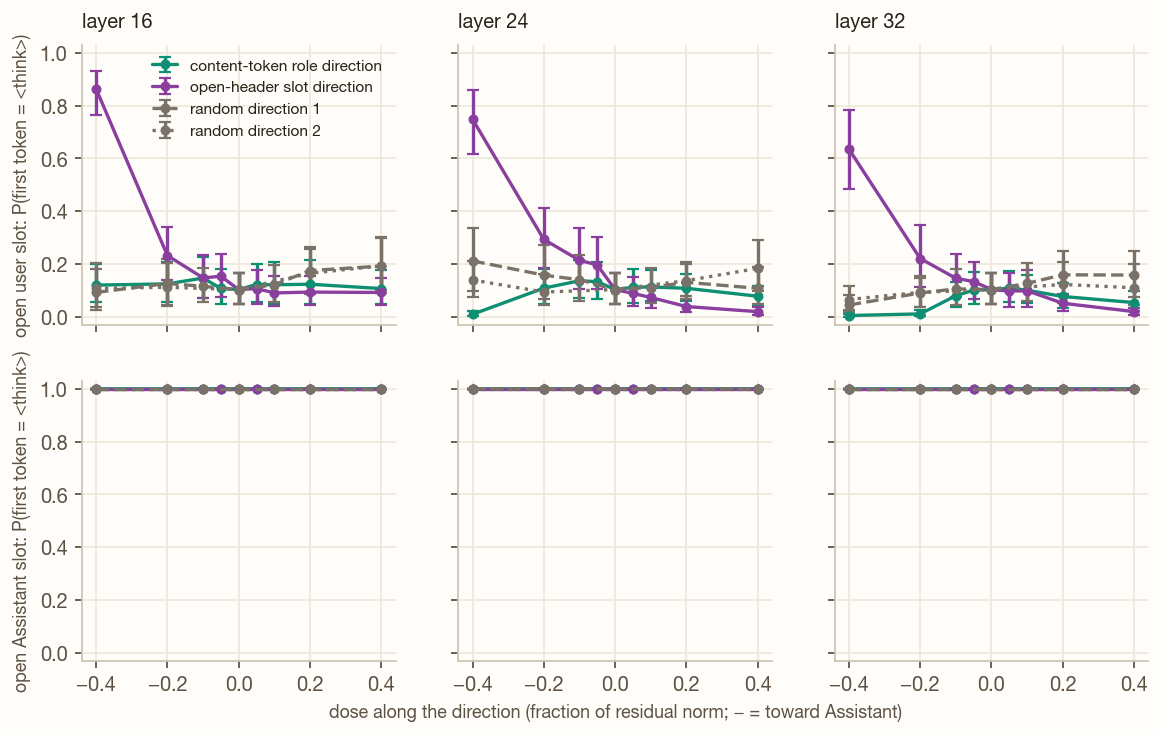 layer 16
layer 24
layer 32
open user slot: P(first token = <think>)
1.0
0.8
0.6
0.4
0.2
0.0
content-token role direction
open-header slot direction
random direction 1
random direction 2
open Assistant slot: P(first token = <think>)
1.0
0.8
0.6
0.4
0.2
0.0
−0.4 −0.2 0.0 0.2 0.4
−0.4 −0.2 0.0 0.2 0.4
−0.4 −0.2 0.0 0.2 0.4
dose along the direction (fraction of residual norm; − = toward Assistant)